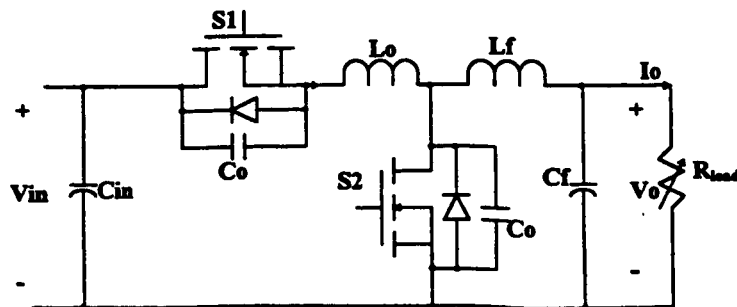 S1
Lo
Lf
Io
+
+
Co
S2
Vin
Cin
Cf
Vo
Rload
Co
-
-